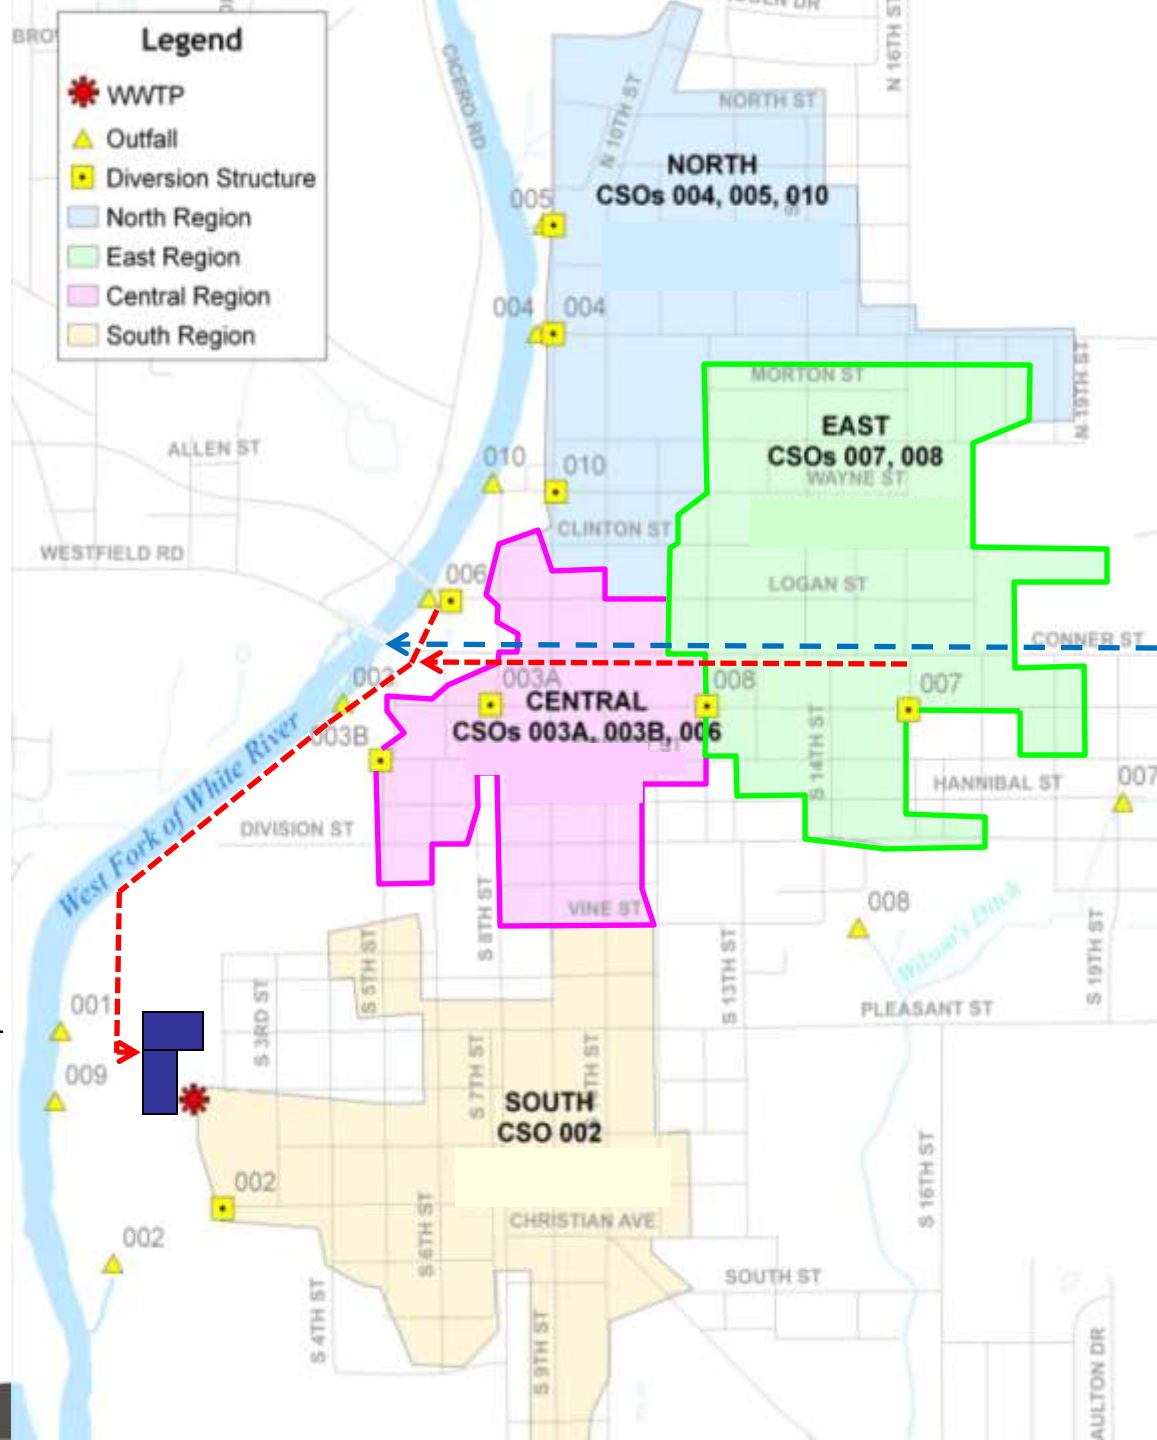 Legend
WWTP
Outfall
Diversion Structure
North Region
East Region
Central Region
South Region
CICERO RD
N 16TH ST
N 10TH ST
NORTH ST
NORTH
CSOs 004, 005, 010
005
004
004
N 19TH ST
MORTON ST
ALLEN ST
EAST
CSOs 007, 008
010
010
WAYNE ST
CLINTON ST
WESTFIELD RD
006
LOGAN ST
CONNER ST
003
003A
008
007
CENTRAL
CSOs 003A, 003B, 006
003B
ST
S 14TH ST
HANNIBAL ST
007
West Fork of White River
DIVISION ST
S 8TH ST
VINE ST
008
Wilson's Ditch
S 5TH ST
S 13TH ST
S 19TH ST
001
S 3RD ST
PLEASANT ST
009
S 7TH ST
SOUTH
CSO 002
002
S 16TH ST
002
S 6TH ST
CHRISTIAN AVE
SOUTH ST
S 4TH ST
S 9TH ST
AULTON DR